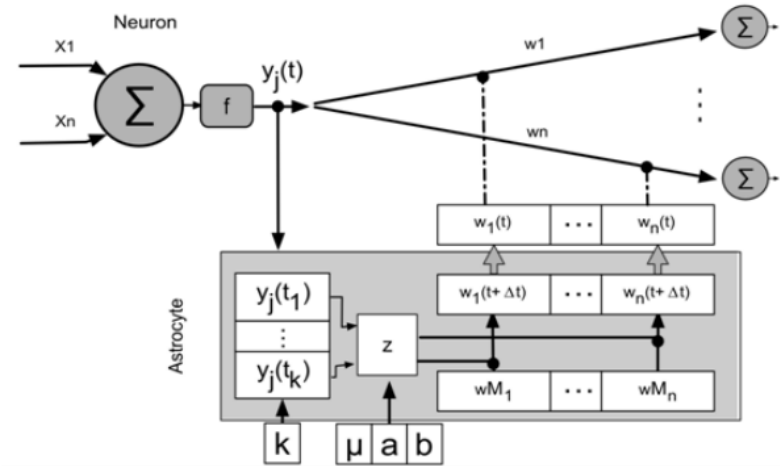 Neuron
X1
Xn
Σ
f
yj(t)
w1
wn
Σ
⋮
Σ
w1(t) ··· wn(t)
Astrocyte
yj(t1)
⋮
yj(tk)
z
w1(t+ Δt) ··· wn(t+ Δt)
wM1 ··· wMn
k
μ a b